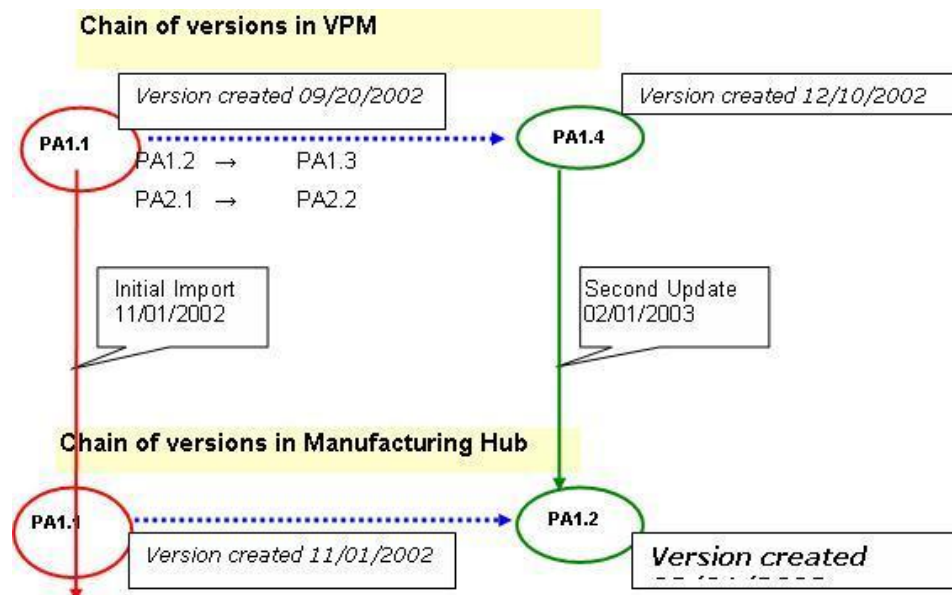 Chain of versions in VPM
Version created 09/20/2002
Version created 12/10/2002
PA1.1
PA1.4
PA1.2 → PA1.3
PA2.1 → PA2.2
Initial Import
11/01/2002
Second Update
02/01/2003
Chain of versions in Manufacturing Hub
PA1.1
PA1.2
Version created 11/01/2002
Version created